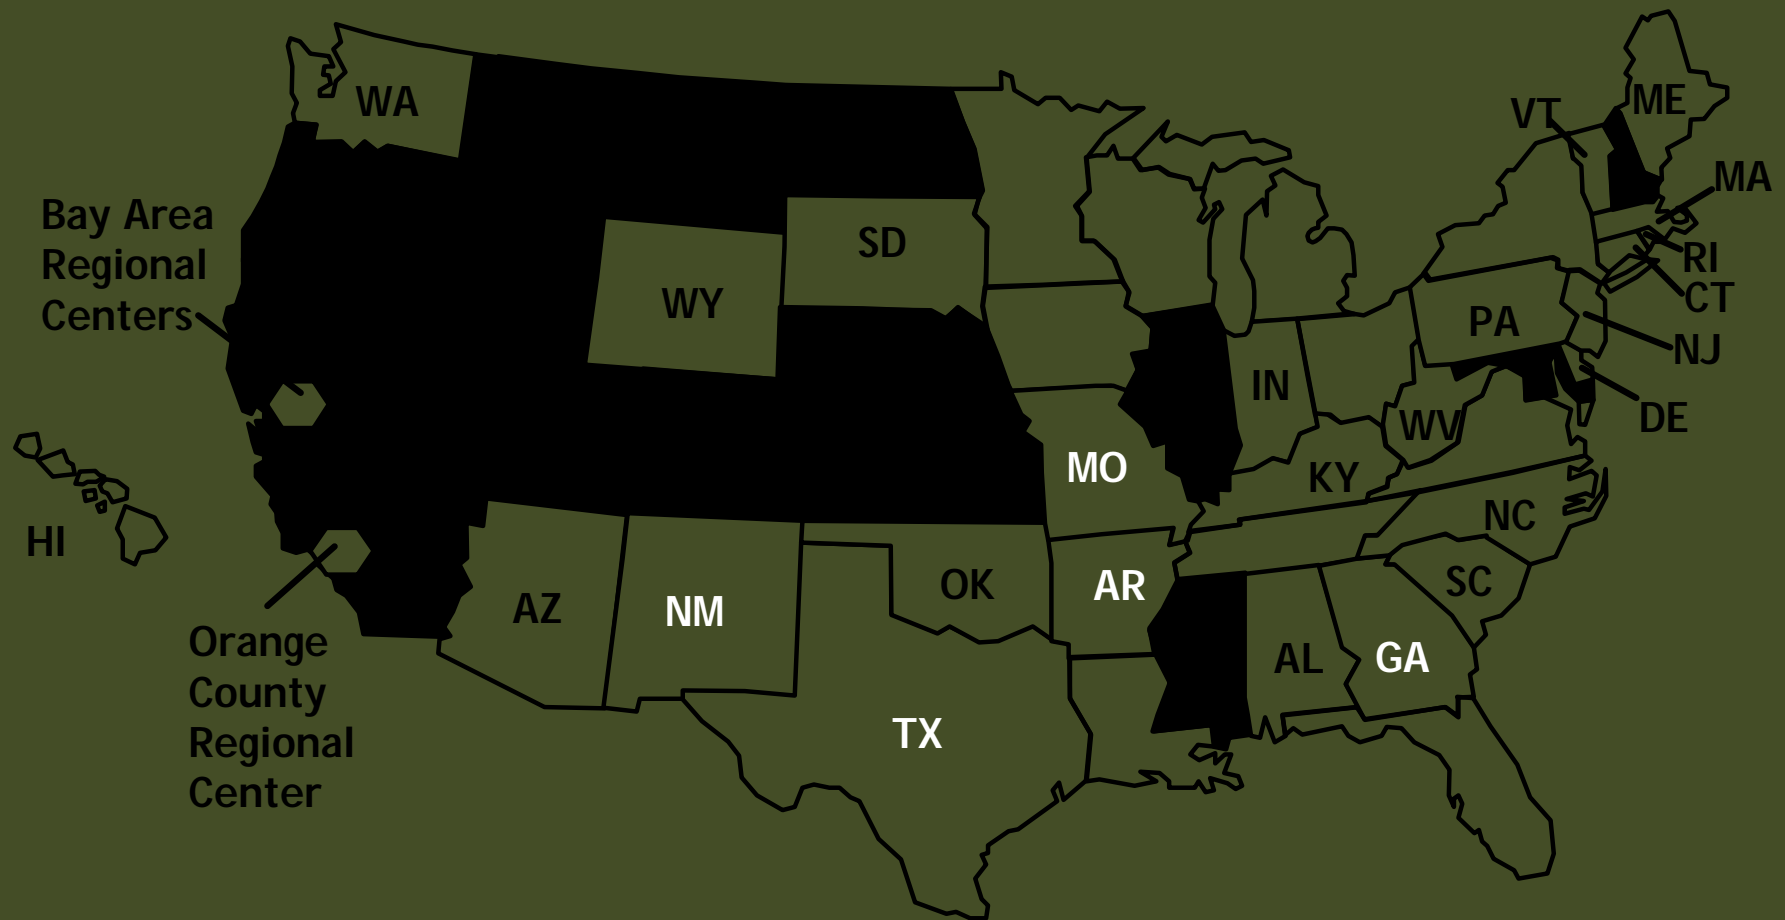 WA
VT
ME
MA
Bay Area
Regional
Centers
SD
WY
RI
CT
PA
NJ
IN
DE
WV
MO
KY
HI
NC
OK
AR
SC
AZ
NM
AL
GA
Orange
County
Regional
Center
TX